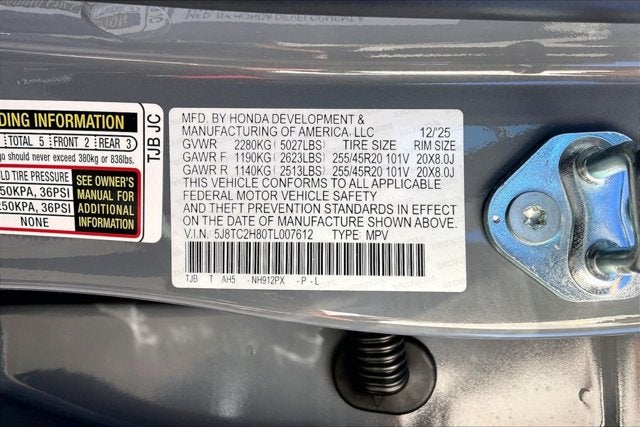 DING INFORMATION
TOTAL 5 FRONT 2 REAR 3
go should never exceed 380kg or 838lbs.
LD TIRE PRESSURE
50KPA, 36PSI
250KPA, 36PSI
NONE
SEE OWNER'S
MANUAL FOR
ADDITIONAL
INFORMATION
TJB JC
MFD. BY HONDA DEVELOPMENT &
MANUFACTURING OF AMERICA, LLC 12/'25
GVWR 2280KG ( 5027LBS) TIRE SIZE RIM SIZE
GAWR F 1190KG ( 2623LBS) 255/45R20 101V 20X8.0J
GAWR R 1140KG ( 2513LBS) 255/45R20 101V 20X8.0J
THIS VEHICLE CONFORMS TO ALL APPLICABLE
FEDERAL MOTOR VEHICLE SAFETY
AND THEFT PREVENTION STANDARDS IN EFFECT
ON THE DATE OF MANUFACTURE SHOWN ABOVE.
V.I.N.: 5J8TC2H80TL007612 TYPE: MPV
TJB T AH5 -NH912PX -P-L